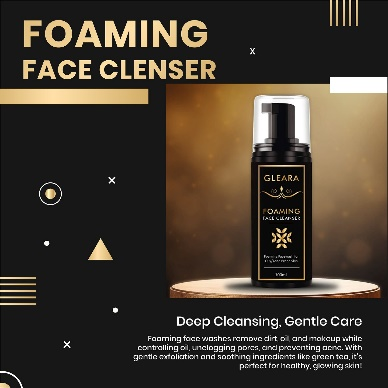 FOAMING
FACE CLENSER
GLEARA
FOAMING
FACE CLEANSER
100ml
Deep Cleansing, Gentle Care
Foaming face washes remove dirt, oil, and makeup while
controlling oil, unclogging pores, and preventing acne. With
gentle exfoliation and soothing ingredients like green tea, it's
perfect for healthy, glowing skin!